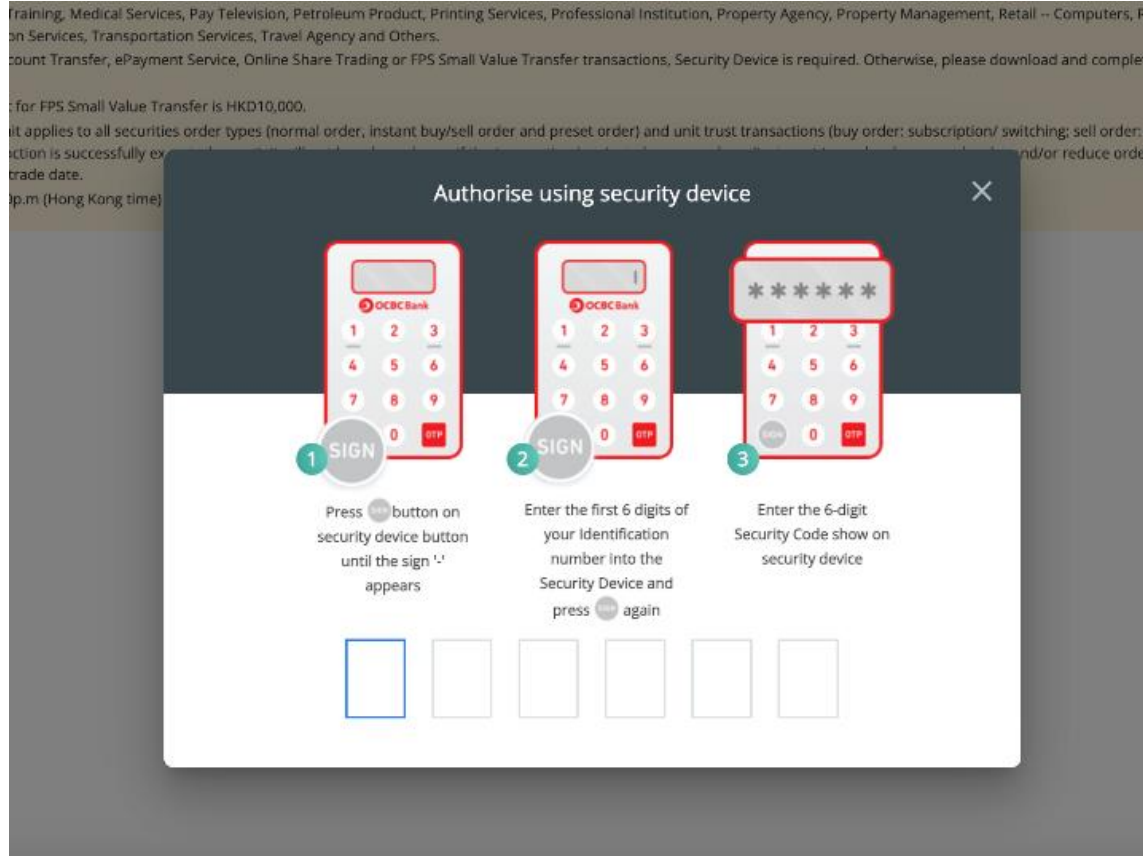 Training, Medical Services, Pay Television, Petroleum Product, Printing Services, Professional Institution, Property Agency, Property Management, Retail -- Computers,
on Services, Transportation Services, Travel Agency and Others.
count Transfer, ePayment Service, Online Share Trading or FPS Small Value Transfer transactions, Security Device is required. Otherwise, please download and comple
for FPS Small Value Transfer is HKD10,000.
it applies to all securities order types (normal order, instant buy/sell order and preset order) and unit trust transactions (buy order: subscription/ switching; sell order:
ction is successfully ex and/or reduce orde
trade date.
0p.m (Hong Kong time)
Authorise using security device
OCBC Bank
1 2 3
4 5 6
7 8 9
SIGN 0 OTP
1
OCBC Bank
1 2 3
4 5 6
7 8 9
SIGN 0 OTP
2
******
1 2 3
4 5 6
7 8 9
SIGN 0 OTP
3
Press SIGN button on
security device button
until the sign '-'
appears
Enter the first 6 digits of
your Identification
number into the
Security Device and
press SIGN again
Enter the 6-digit
Security Code show on
security device